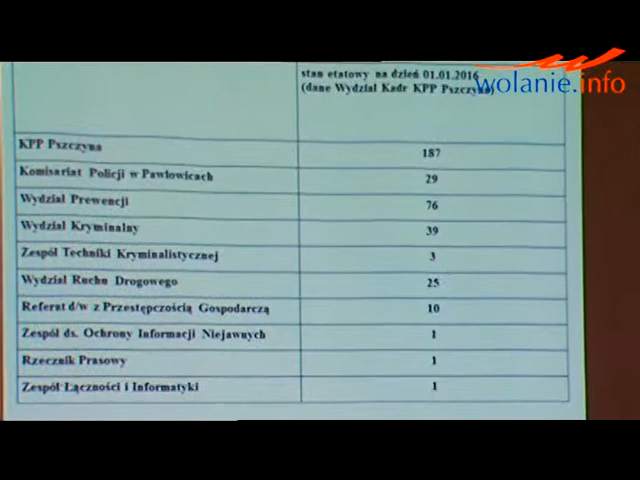 wolanie.info
stan etatowy na dzień 01.01.2016
(dane Wydział Kadr KPP Pszczyna)
KPP Pszczyna 187
Komisariat Policji w Pawłowicach 29
Wydział Prewencji 76
Wydział Kryminalny 39
Zespół Techniki Kryminalistycznej 3
Wydział Ruchu Drogowego 25
Referat d/w z Przestępczością Gospodarczą 10
Zespół ds. Ochrony Informacji Niejawnych 1
Rzecznik Prasowy 1
Zespół Łączności i Informatyki 1